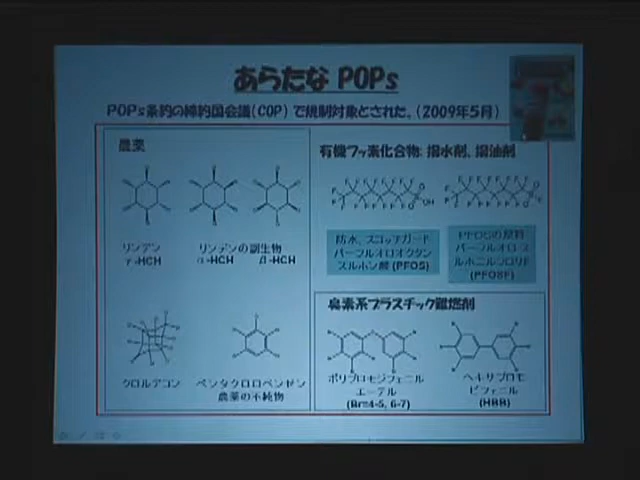 あらたな POPs
POPs条約の締約国会議(COP) で規制対象とされた。(2009年5月)
農薬
有機フッ素化合物: 撥水剤、撥油剤
リンデン
γ-HCH
リンデンの副生物
α-HCH β-HCH
防水、スコッチガード
パーフルオロオクタン
スルホン酸 (PFOS)
PFOSの原料
パーフルオロス
ルホニルフロリド
(PFOSF)
臭素系プラスチック難燃剤
クロルデコン
ペンタクロロベンゼン
農薬の不純物
ポリブロモジフェニル
エーテル
(Br=4-5, 6-7)
ヘキサブロモ
ビフェニル
(HBB)